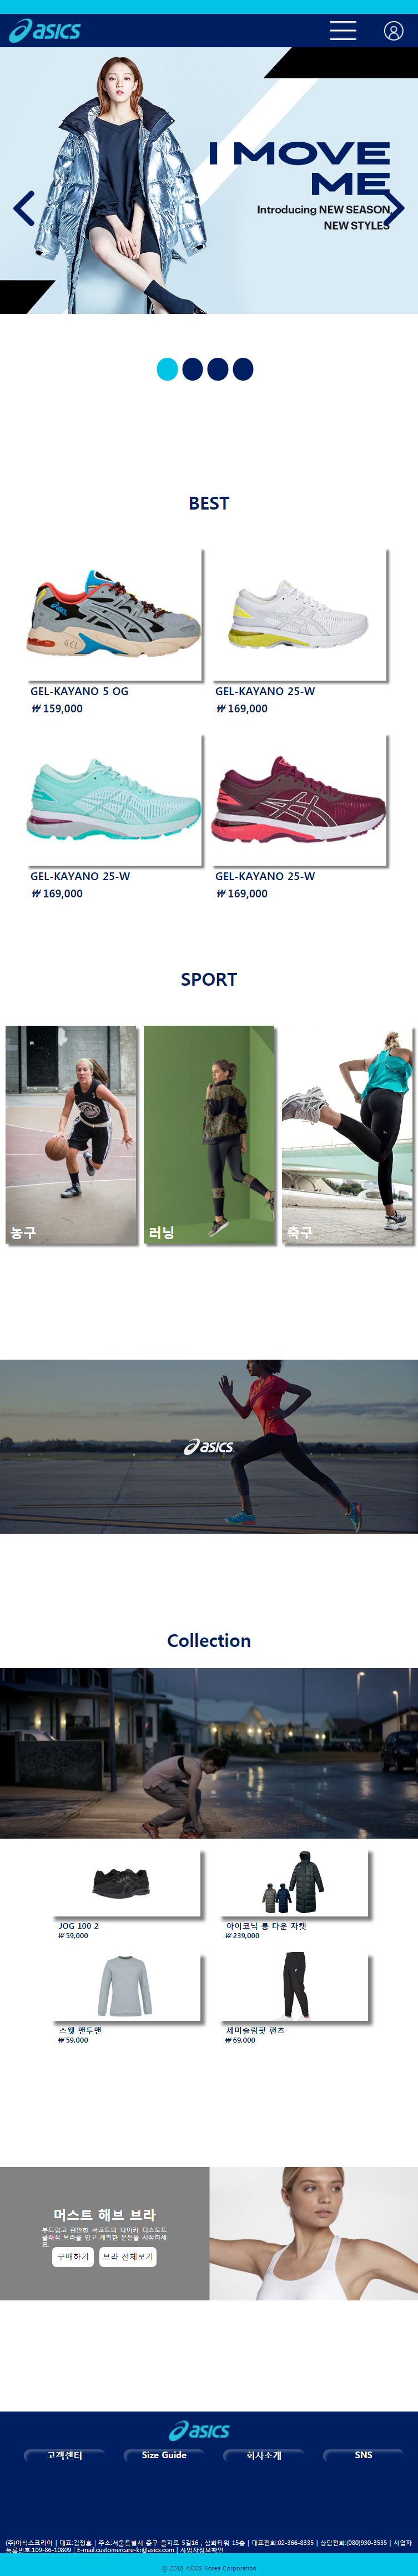 asics
I MOVE
ME
Introducing NEW SEASON,
NEW STYLES
BEST
GEL-KAYANO 5 OG
₩ 159,000
GEL-KAYANO 25-W
₩ 169,000
GEL-KAYANO 25-W
₩ 169,000
GEL-KAYANO 25-W
₩ 169,000
SPORT
농구
러닝
축구
asics
Collection
JOG 100 2
₩ 59,000
아이코닉 롱 다운 자켓
₩ 239,000
스웻 맨투맨
₩ 59,000
세미슬림핏 팬츠
₩ 69,000
머스트 해브 브라
부드럽고 편안한 서포트의 나이키 디스토트
클래식 브라를 입고 계획한 운동을 시작하세
요.
구매하기
브라 전체보기
asics
고객센터
Size Guide
회사소개
SNS
(주)아식스코리아 | 대표:김정훈 | 주소:서울특별시 중구 을지로 5길16 , 삼화타워 15층 | 대표전화:02-366-8335 | 상담전화:(080)930-3535 | 사업자
등록번호:109-86-10809 | E-mail:customercare-kr@asics.com | 사업자정보확인
© 2018 ASICS Korea Corporation